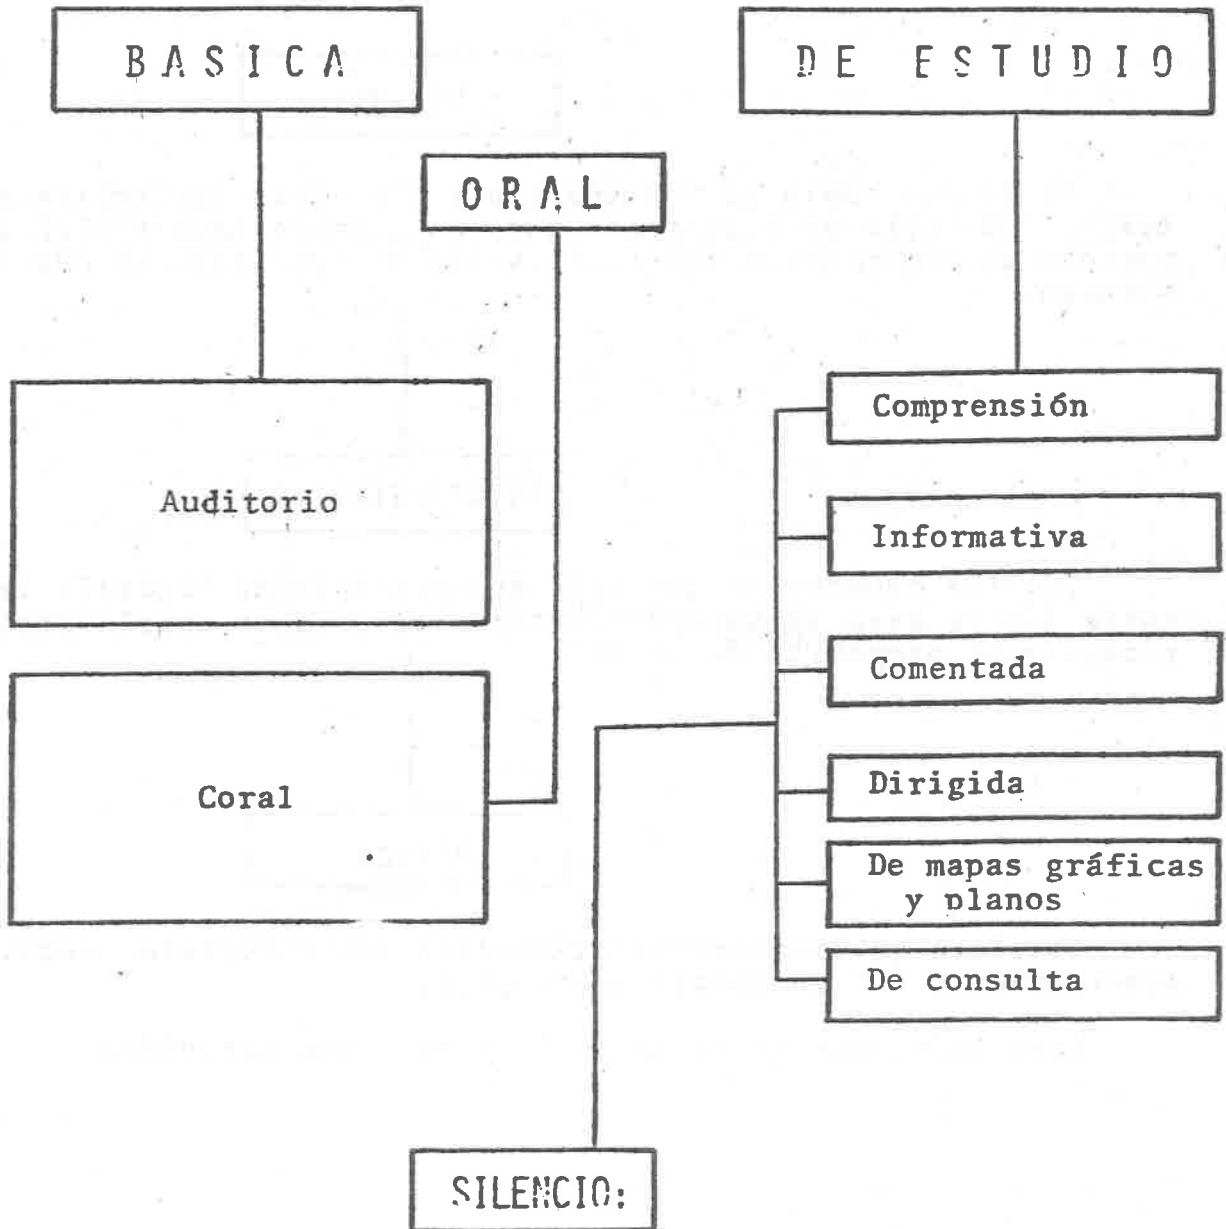 BASICA
DE ESTUDIO
ORAL
Auditorio
Coral
Comprensión
Informativa
Comentada
Dirigida
De mapas gráficas
y planos
De consulta
SILENCIO: